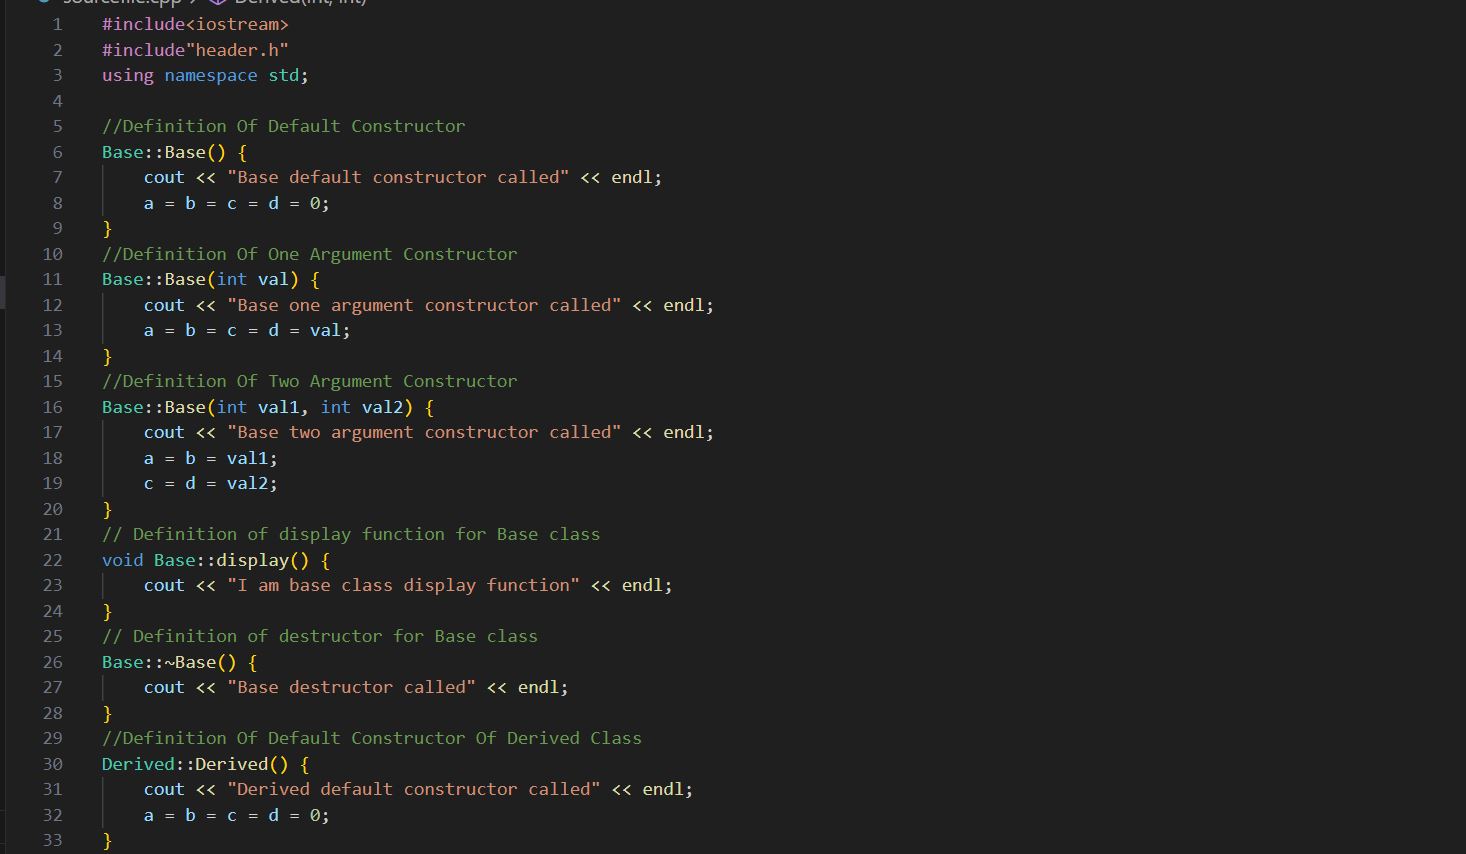 sourcefile.cpp > Derived(int, int)
1 #include<iostream>
2 #include"header.h"
3 using namespace std;
4
5 //Definition Of Default Constructor
6 Base::Base() {
7     cout << "Base default constructor called" << endl;
8     a = b = c = d = 0;
9 }
10 //Definition Of One Argument Constructor
11 Base::Base(int val) {
12     cout << "Base one argument constructor called" << endl;
13     a = b = c = d = val;
14 }
15 //Definition Of Two Argument Constructor
16 Base::Base(int val1, int val2) {
17     cout << "Base two argument constructor called" << endl;
18     a = b = val1;
19     c = d = val2;
20 }
21 // Definition of display function for Base class
22 void Base::display() {
23     cout << "I am base class display function" << endl;
24 }
25 // Definition of destructor for Base class
26 Base::~Base() {
27     cout << "Base destructor called" << endl;
28 }
29 //Definition Of Default Constructor Of Derived Class
30 Derived::Derived() {
31     cout << "Derived default constructor called" << endl;
32     a = b = c = d = 0;
33 }